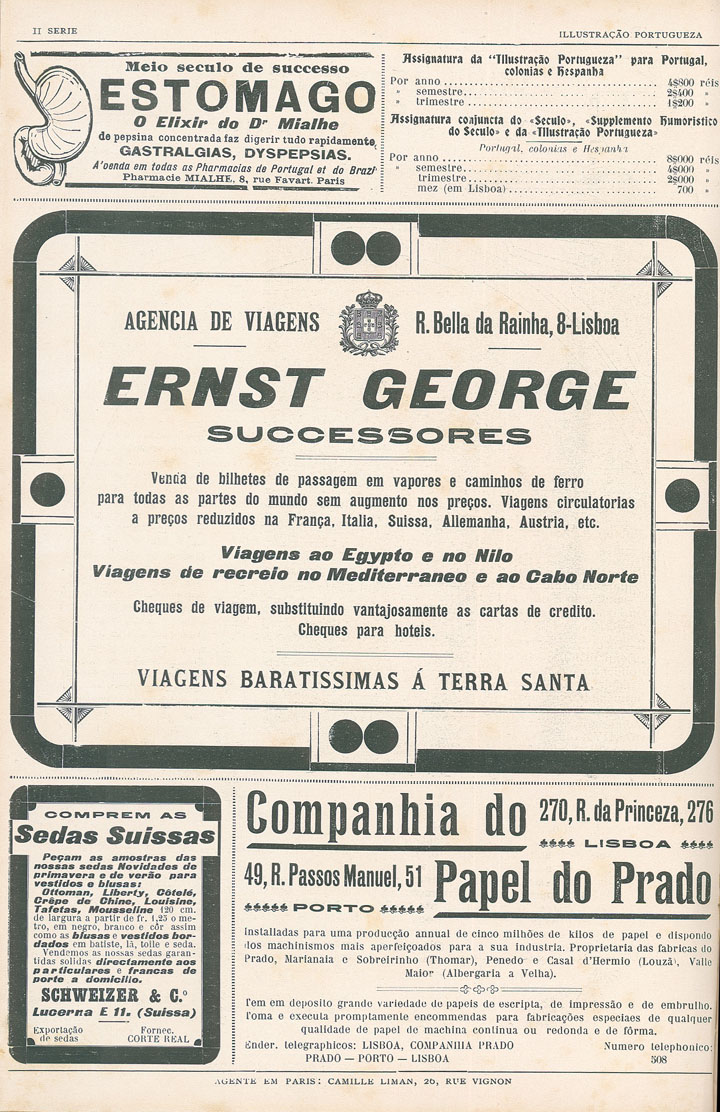 II SERIE
ILLUSTRAÇÃO PORTUGUEZA
Meio seculo de successo
ESTOMAGO
O Elixir do Dr Mialhe
de pepsina concentrada faz digerir tudo rapidamente,
GASTRALGIAS, DYSPEPSIAS.
A'venda em todas as Pharmacias de Portugal et do Brazil
Pharmacie MIALHE, 8, rue Favart. Paris
Assignatura da "Illustração Portugueza" para Portugal,
colonias e Hespanha
Por anno ........ 4$800 réis
» semestre........ 2$400 »
» trimestre........ 1$200 »
Assignatura conjuncta do «Seculo», «Supplemento Humoristico
do Seculo» e da «Illustração Portugueza»
Portugal, colonias e Hespanha
Por anno ........ 8$000 réis
» semestre........ 4$000 »
trimestre........ 2$000 »
mez (em Lisboa)........ 700 »
AGENCIA DE VIAGENS
R. Bella da Rainha, 8-Lisboa
ERNST GEORGE
SUCCESSORES
Venda de bilhetes de passagem em vapores e caminhos de ferro
para todas as partes do mundo sem augmento nos preços. Viagens circulatorias
a preços reduzidos na França, Italia, Suissa, Allemanha, Austria, etc.
Viagens ao Egypto e no Nilo
Viagens de recreio no Mediterraneo e ao Cabo Norte
Cheques de viagem, substituindo vantajosamente as cartas de credito.
Cheques para hoteis.
VIAGENS BARATISSIMAS Á TERRA SANTA
COMPREM AS
Sedas Suissas
Peçam as amostras das
nossas sedas Novidades de
primavera e de verão para
vestidos e blusas:
Ottoman, Liberty, Côtelé,
Crêpe de Chine, Louisine,
Tafetas, Mousseline 120 cm.
de largura a partir de fr. 1,25 o me-
tro, em negro, branco e côr assim
como as blusas e vestidos bor-
dados em batiste, lã, toile e seda.
Vendemos as nossas sedas garan-
tidas solidas directamente aos
particulares e francas de
porte a domicilio.
SCHWEIZER & C.º
Lucerna E 11. (Suissa)
Exportação
de sedas
Fornec.
CORTE REAL
Companhia do
270, R. da Princeza, 276
LISBOA
49, R. Passos Manuel, 51
PORTO
Papel do Prado
Installadas para uma producção annual de cinco milhões de kilos de papel e dispondo
dos machinismos mais aperfeiçoados para a sua industria. Proprietaria das fabricas do
Prado, Marianaia e Sobreirinho (Thomar), Penedo e Casal d'Hermio (Louzã), Valle
Maior (Albergaria a Velha).
Tem em deposito grande variedade de papeis de escripta, de impressão e de embrulho.
Toma e executa promptamente encommendas para fabricações especiaes de qualquer
qualidade de papel de machina continua ou redonda e de fôrma.
Ender. telegraphicos: LISBOA, COMPANHIA PRADO
PRADO — PORTO — LISBOA
Numero telephonico:
508
AGENTE EM PARIS: CAMILLE LIMAN, 26, RUE VIGNON